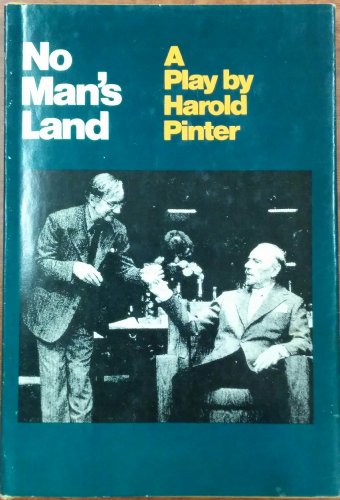 No
Man's
Land
A
Play by
Harold
Pinter